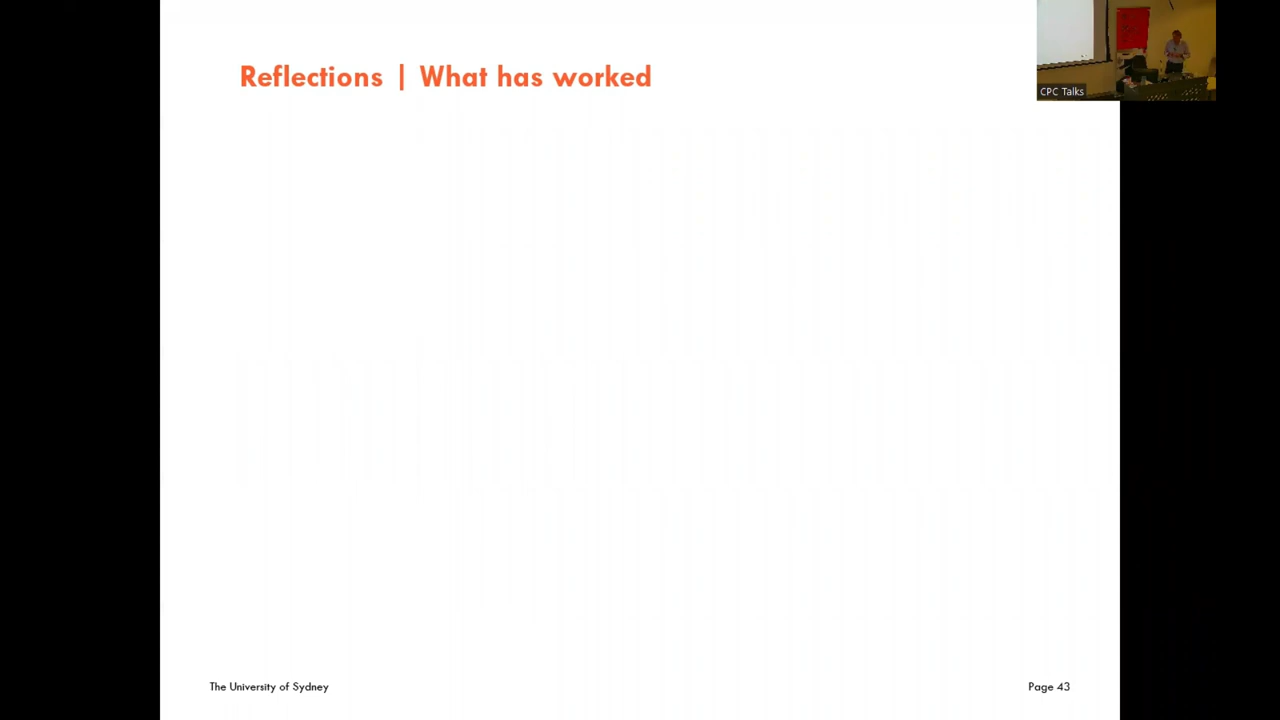 Reflections | What has worked
CPC Talks
The University of Sydney
Page 43